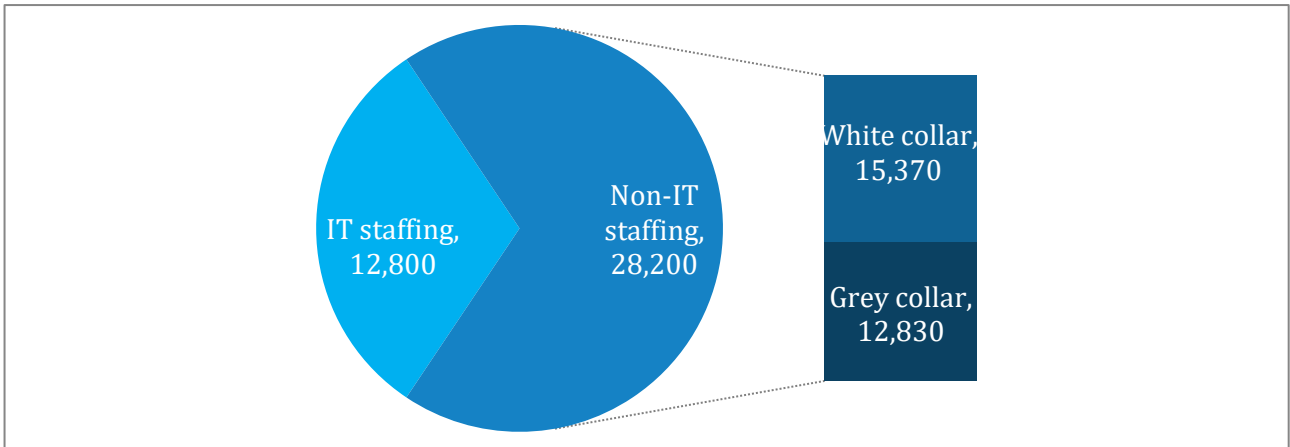 IT staffing,
12,800
Non-IT
staffing,
28,200
White collar,
15,370
Grey collar,
12,830